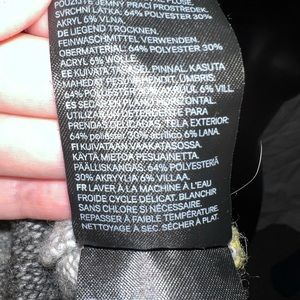 POUŽIJTE JEMNÝ PRACÍ PROSTŘEDEK.
SVRCHNÍ LÁTKA: 64% POLYESTER 30%
AKRYL 6% VLNA.
DE LIEGEND TROCKNEN.
FEINWASCHMITTEL VERWENDEN.
OBERMATERIAL: 64% POLYESTER 30%
ACRYL 6% WOLLE.
EE KUIVATA TASASEL PINNAL. KASUTA
MAHEDAT ÜMBRIS:
64% POLÜESTER 30% 6% VILL.
ES SECAR EN PLANO HORIZONTAL.
UTILIZAR DETERGENTE PARA
PRENDAS DELICADAS. TELA EXTERIOR:
64% poliéster 30% acrílico 6% LANA.
FI KUIVATAAN VAAKATASOSSA.
KÄYTÄ MIETOA PESUAINETTA.
PÄÄLLISKANGAS: 64% POLYESTERIÄ
30% AKRYYLIÄ 6% VILLAA.
FR LAVER À LA MACHINE À L'EAU
FROIDE CYCLE DÉLICAT. BLANCHIR
SANS CHLORE SI NÉCESSAIRE.
REPASSER À FAIBLE TEMPÉRATURE
NETTOYAGE À SEC. SÉCHER À PLAT.